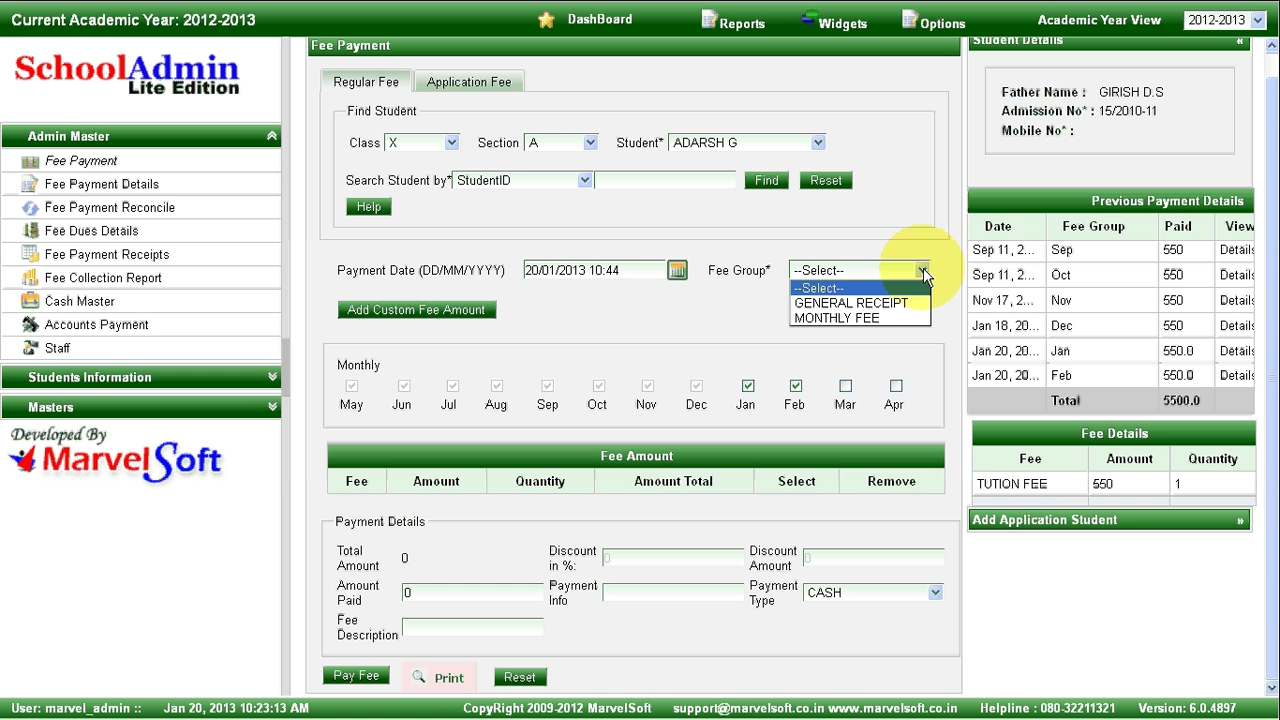 Current Academic Year: 2012-2013
DashBoard
Reports
Widgets
Options
Academic Year View
2012-2013
SchoolAdmin
Lite Edition
Admin Master
Fee Payment
Fee Payment Details
Fee Payment Reconcile
Fee Dues Details
Fee Payment Receipts
Fee Collection Report
Cash Master
Accounts Payment
Staff
Students Information
Masters
Developed By
MarvelSoft
Fee Payment
Regular Fee
Application Fee
Find Student
Class X Section A Student* ADARSH G
Search Student by* StudentID Find Reset
Help
Payment Date (DD/MM/YYYY) 20/01/2013 10:44 Fee Group* --Select--
--Select--
GENERAL RECEIPT
MONTHLY FEE
Add Custom Fee Amount
Monthly
May Jun Jul Aug Sep Oct Nov Dec Jan Feb Mar Apr
Fee Amount
Fee Amount Quantity Amount Total Select Remove
Payment Details
Total Amount 0 Discount in %: 0 Discount Amount 0
Amount Paid 0 Payment Info Payment Type CASH
Fee Description
Pay Fee Print Reset
Student Details «
Father Name : GIRISH D.S
Admission No* : 15/2010-11
Mobile No* :
Previous Payment Details
Date Fee Group Paid View
Sep 11, 2... Sep 550 Details
Sep 11, 2... Oct 550 Details
Nov 17, 2... Nov 550 Details
Jan 18, 20... Dec 550 Details
Jan 20, 20... Jan 550.0 Details
Jan 20, 20... Feb 550.0 Details
Total 5500.0
Fee Details
Fee Amount Quantity
TUTION FEE 550 1
Add Application Student »
User: marvel_admin :: Jan 20, 2013 10:23:13 AM CopyRight 2009-2012 MarvelSoft support@marvelsoft.co.in www.marvelsoft.co.in Helpline : 080-32211321 Version: 6.0.4897